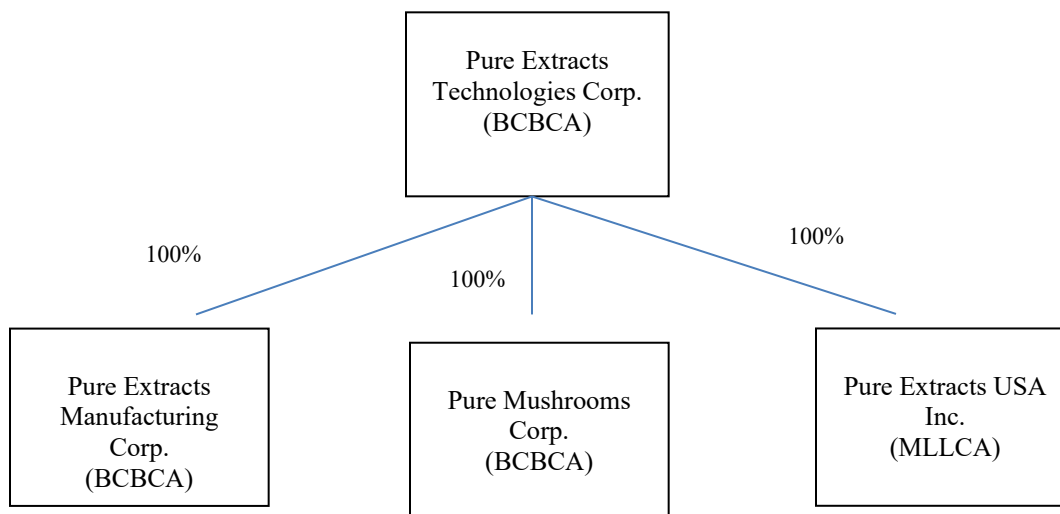 Pure Extracts
Technologies Corp.
(BCBCA)
100%
100%
100%
Pure Extracts
Manufacturing
Corp.
(BCBCA)
Pure Mushrooms
Corp.
(BCBCA)
Pure Extracts USA
Inc.
(MLLCA)